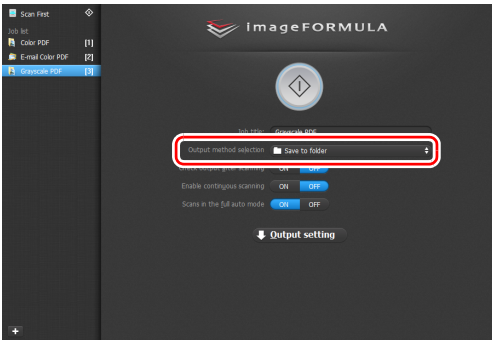 Scan First
Job list
Color PDF [1]
E-mail Color PDF [2]
Grayscale PDF [3]
imageFORMULA
Job title: Grayscale PDF
Output method selection Save to folder
Check output after scanning ON OFF
Enable continuous scanning ON OFF
Scans in the full auto mode ON OFF
Output setting
+